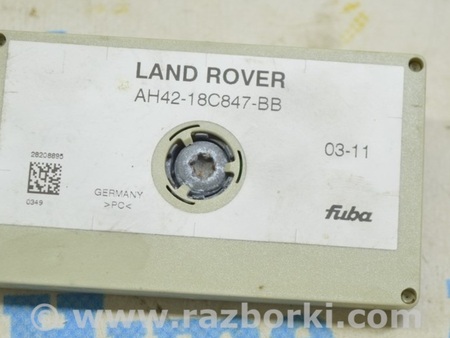 LAND ROVER
AH42-18C847-BB
03-11
28208895
0349
GERMANY
>PC<
fuba
www.razborki.com